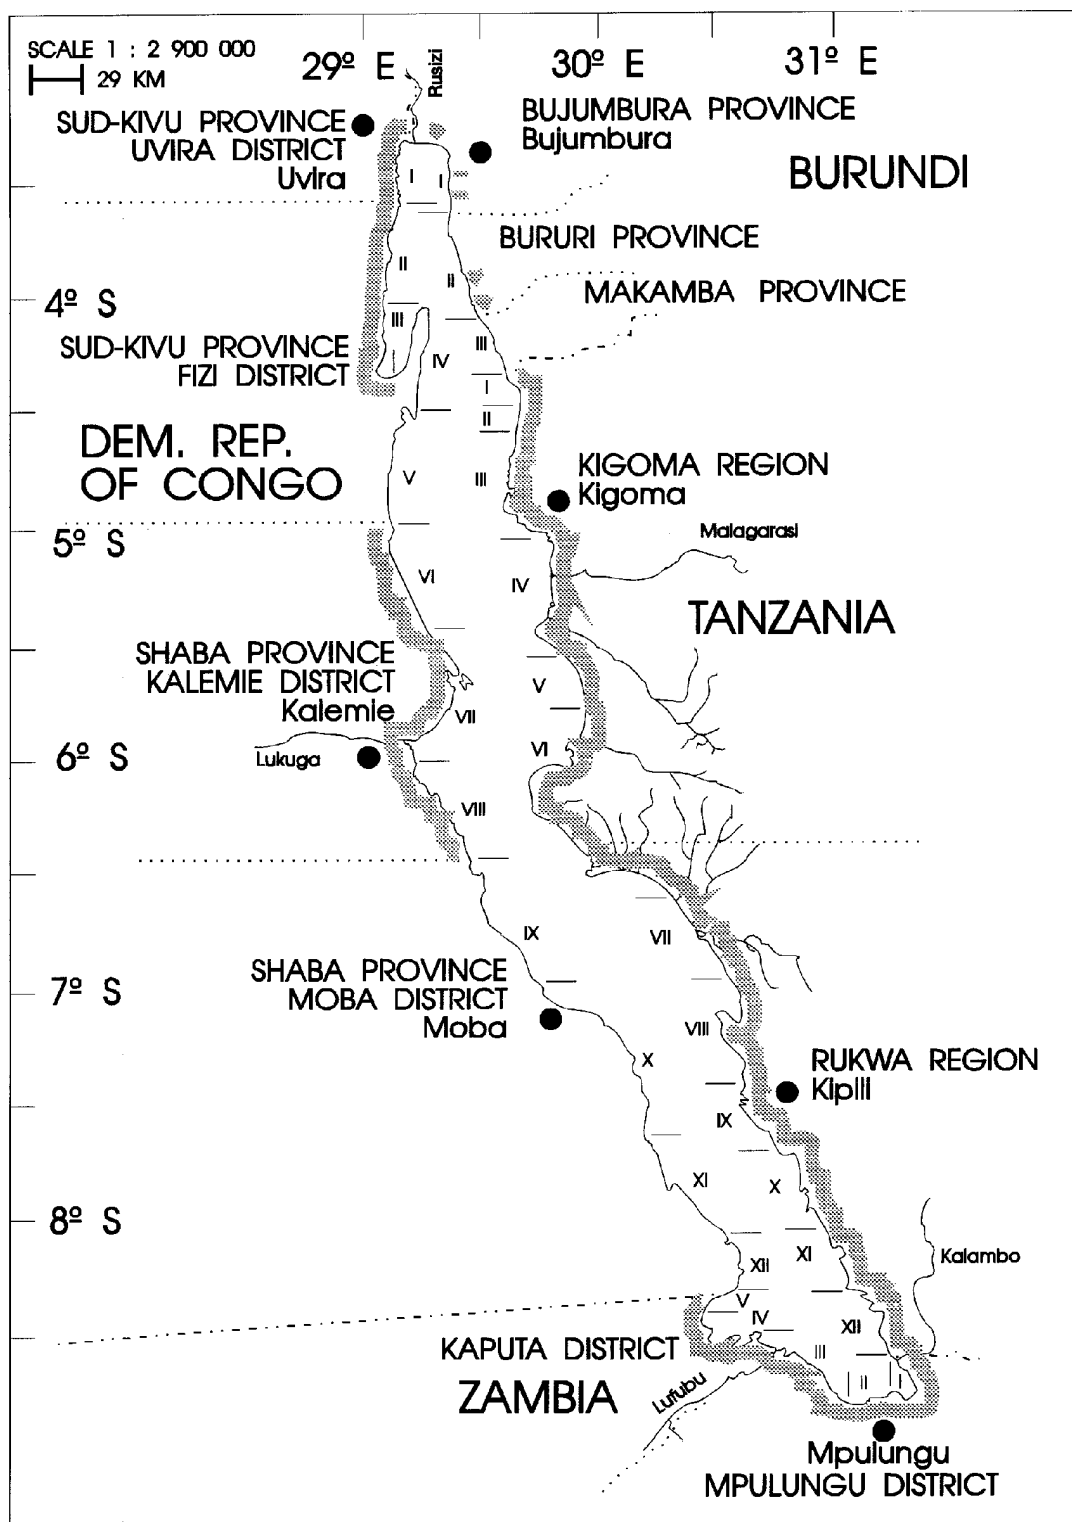 SCALE 1 : 2 900 000
29 KM
29º E
30º E
31º E
Rusizi
SUD-KIVU PROVINCE
UVIRA DISTRICT
Uvira
BUJUMBURA PROVINCE
Bujumbura
BURUNDI
I
I
BURURI PROVINCE
II
II
MAKAMBA PROVINCE
4º S
III
III
SUD-KIVU PROVINCE
FIZI DISTRICT
IV
I
II
DEM. REP.
OF CONGO
V
III
KIGOMA REGION
Kigoma
5º S
Malagarasi
VI
IV
TANZANIA
SHABA PROVINCE
KALEMIE DISTRICT
Kalemie
V
VII
6º S
Lukuga
VI
VIII
IX
VII
SHABA PROVINCE
MOBA DISTRICT
Moba
7º S
VIII
X
RUKWA REGION
Kipili
IX
XI
X
8º S
XI
XII
Kalambo
V
IV
XII
KAPUTA DISTRICT
III
ZAMBIA
II
I
Lufubu
Mpulungu
MPULUNGU DISTRICT